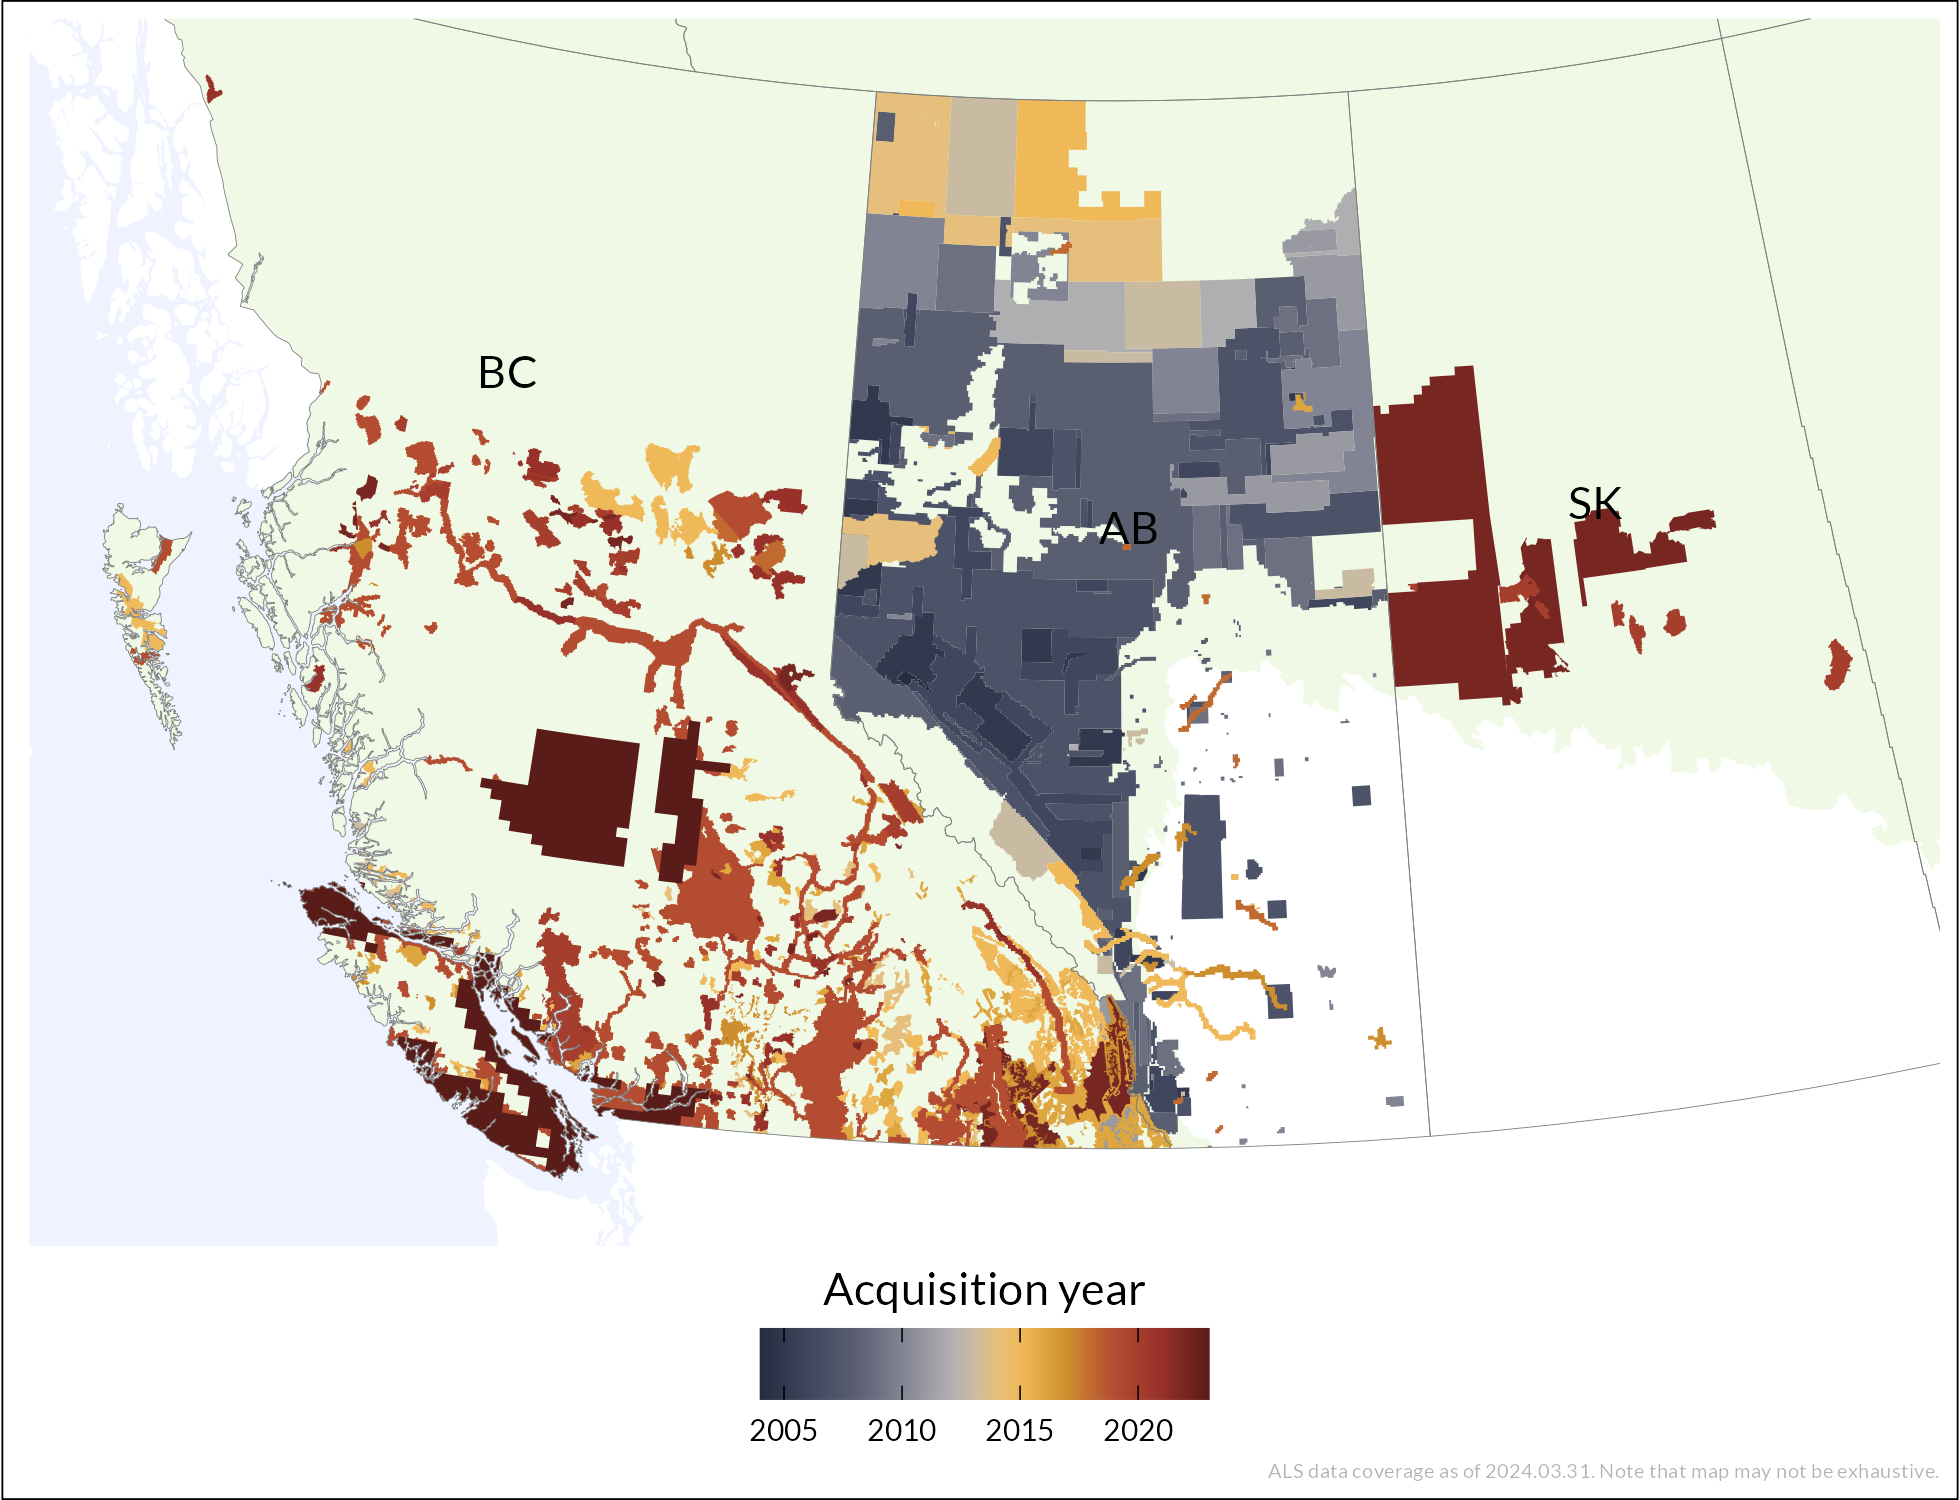 BC
SK
AB
Acquisition year
2005 2010 2015 2020
ALS data coverage as of 2024.03.31. Note that map may not be exhaustive.